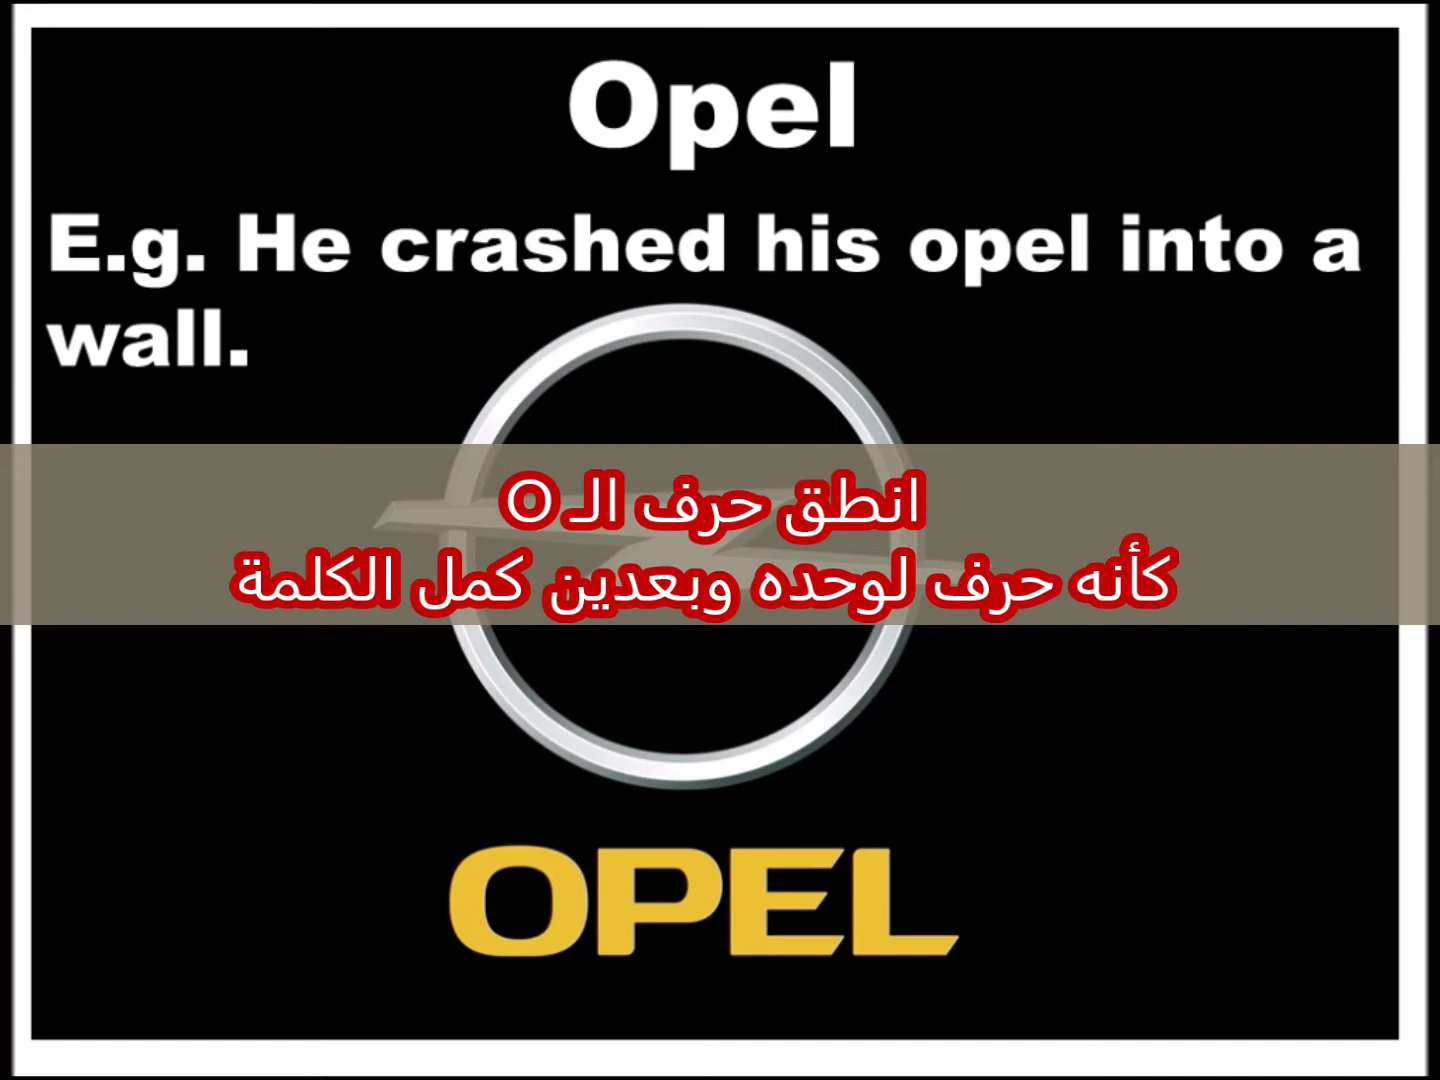 Opel
E.g. He crashed his opel into a
wall.
انطق حرف الـ O
كأنه حرف لوحده وبعدين كمل الكلمة
OPEL